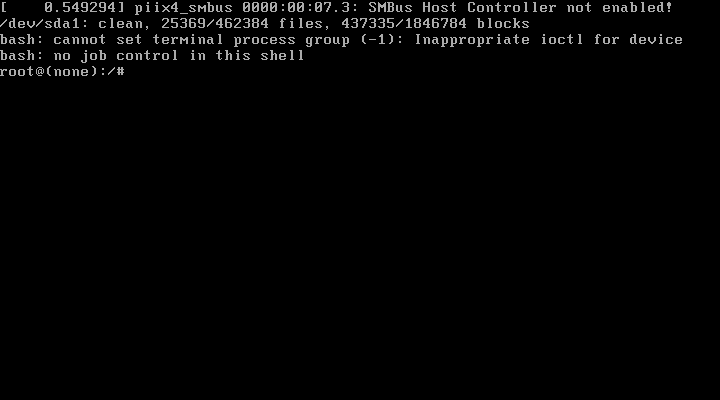 [    0.549294] piix4_smbus 0000:00:07.3: SMBus Host Controller not enabled!
/dev/sda1: clean, 25369/462384 files, 437335/1846784 blocks
bash: cannot set terminal process group (-1): Inappropriate ioctl for device
bash: no job control in this shell
root@(none):/#